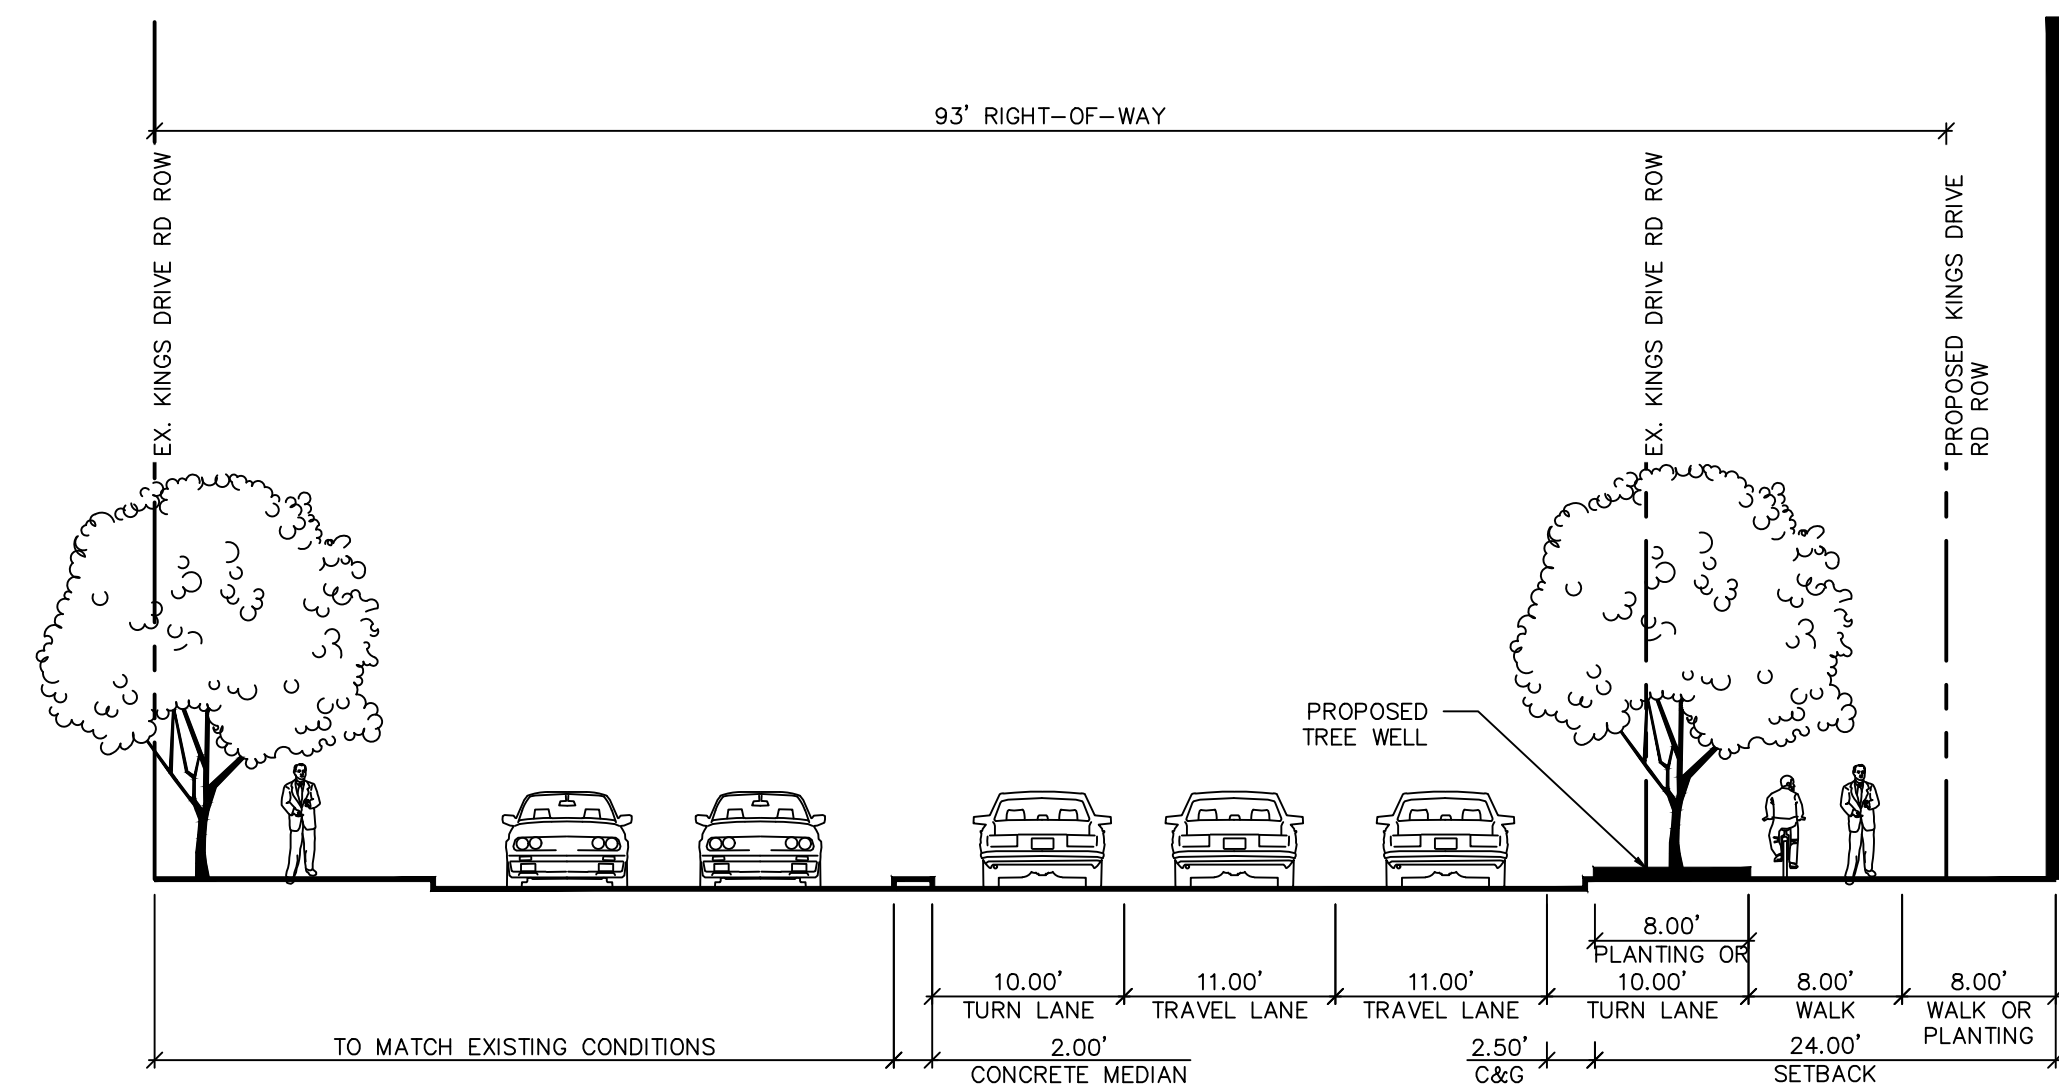 93' RIGHT-OF-WAY
EX. KINGS DRIVE RD ROW
EX. KINGS DRIVE RD ROW
PROPOSED KINGS DRIVE
RD ROW
PROPOSED
TREE WELL
8.00'
PLANTING OR
10.00'
TURN LANE
11.00'
TRAVEL LANE
11.00'
TRAVEL LANE
10.00'
TURN LANE
8.00'
WALK
8.00'
WALK OR
PLANTING
TO MATCH EXISTING CONDITIONS
2.00'
CONCRETE MEDIAN
2.50'
C&G
24.00'
SETBACK